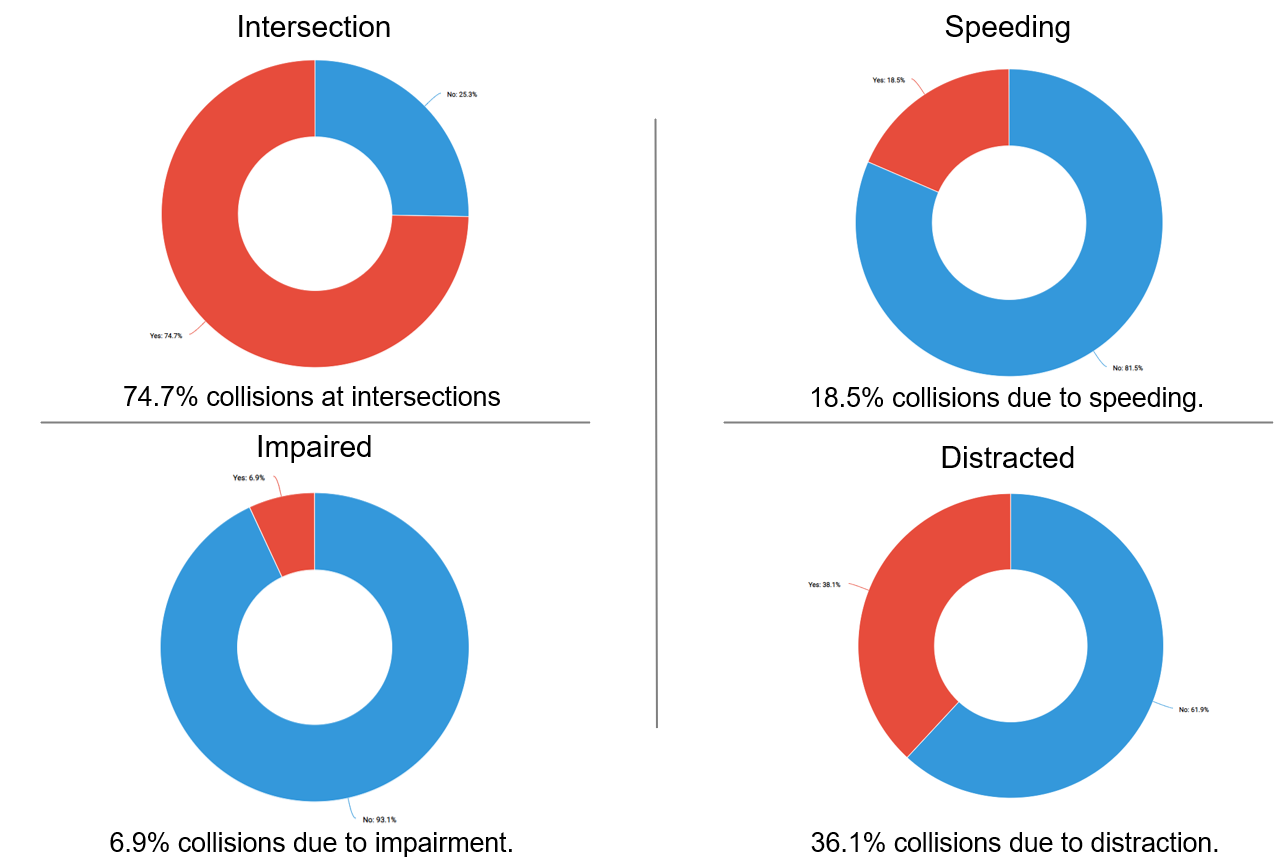 Intersection
No: 25.3%
Yes: 74.7%
74.7% collisions at intersections
Speeding
Yes: 18.5%
No: 81.5%
18.5% collisions due to speeding.
Impaired
Yes: 6.9%
No: 93.1%
6.9% collisions due to impairment.
Distracted
Yes: 38.1%
No: 61.9%
36.1% collisions due to distraction.